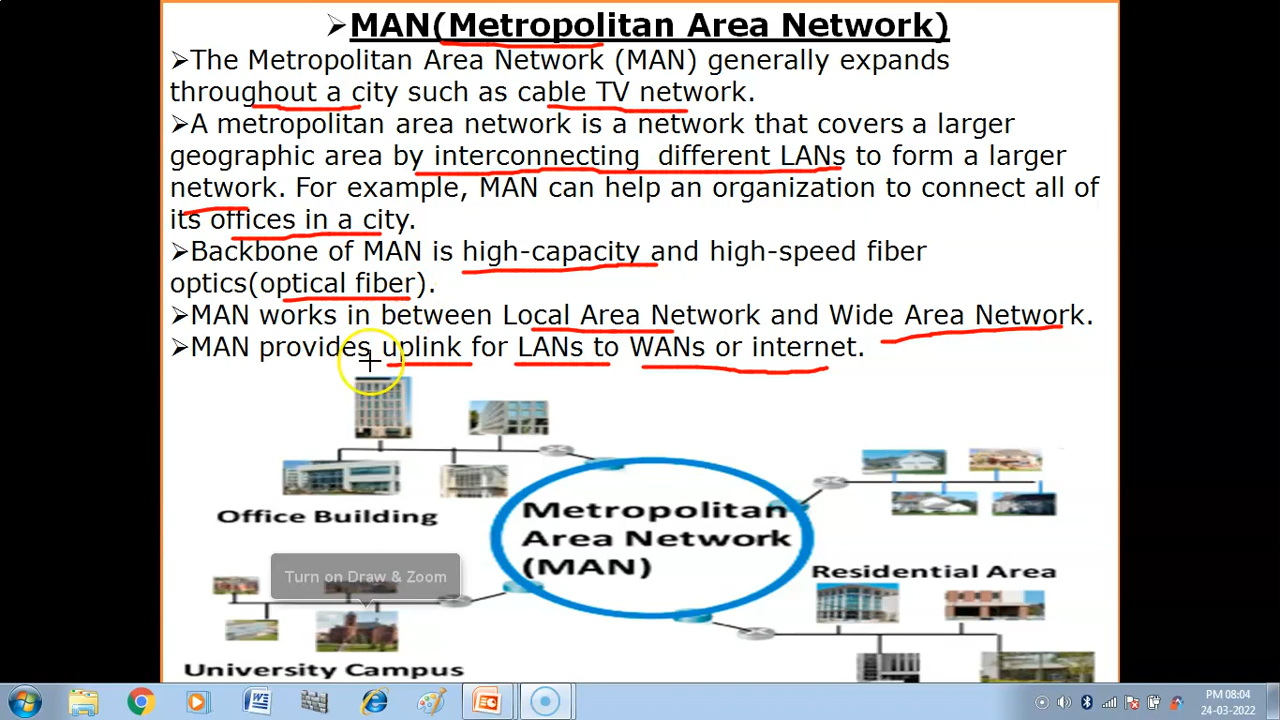 ➢MAN(Metropolitan Area Network)
➢The Metropolitan Area Network (MAN) generally expands
throughout a city such as cable TV network.
➢A metropolitan area network is a network that covers a larger
geographic area by interconnecting different LANs to form a larger
network. For example, MAN can help an organization to connect all of
its offices in a city.
➢Backbone of MAN is high-capacity and high-speed fiber
optics(optical fiber).
➢MAN works in between Local Area Network and Wide Area Network.
➢MAN provides uplink for LANs to WANs or internet.
Office Building
Metropolitan
Area Network
(MAN)
Residential Area
Turn on Draw & Zoom
University Campus
PM 08:04
24-03-2022